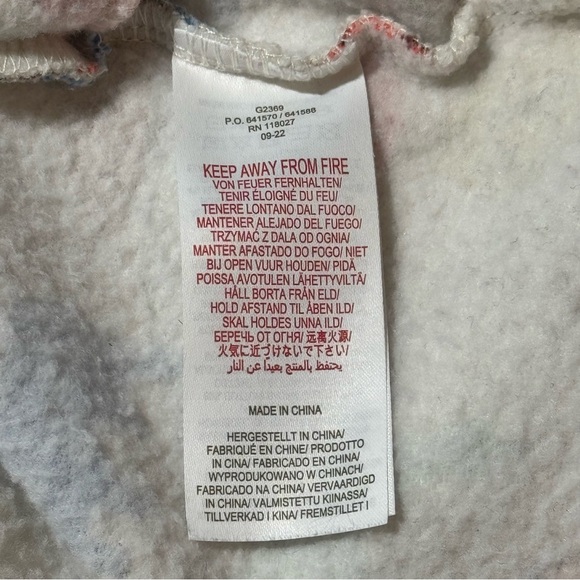 G2369
P.O. 641570 / 641586
RN 118027
09-22
KEEP AWAY FROM FIRE
VON FEUER FERNHALTEN/
TENIR ÉLOIGNÉ DU FEU/
TENERE LONTANO DAL FUOCO/
MANTENER ALEJADO DEL FUEGO/
TRZYMAĆ Z DALA OD OGNIA/
MANTER AFASTADO DO FOGO/ NIET
BIJ OPEN VUUR HOUDEN/ PIDÄ
POISSA AVOTULEN LÄHETTYVILTÄ/
HÅLL BORTA FRÅN ELD/
HOLD AFSTAND TIL ÅBEN ILD/
SKAL HOLDES UNNA ILD/
БЕРЕЧЬ ОТ ОГНЯ/ 远离火源/
火気に近づけないで下さい/
يحتفظ بالمنتج بعيدا عن النار
MADE IN CHINA
HERGESTELLT IN CHINA/
FABRIQUÉ EN CHINE/ PRODOTTO
IN CINA/ FABRICADO EN CHINA/
WYPRODUKOWANO W CHINACH/
FABRICADO NA CHINA/ VERVAARDIGD
IN CHINA/ VALMISTETTU KIINASSA/
TILLVERKAD I KINA/ FREMSTILLET I